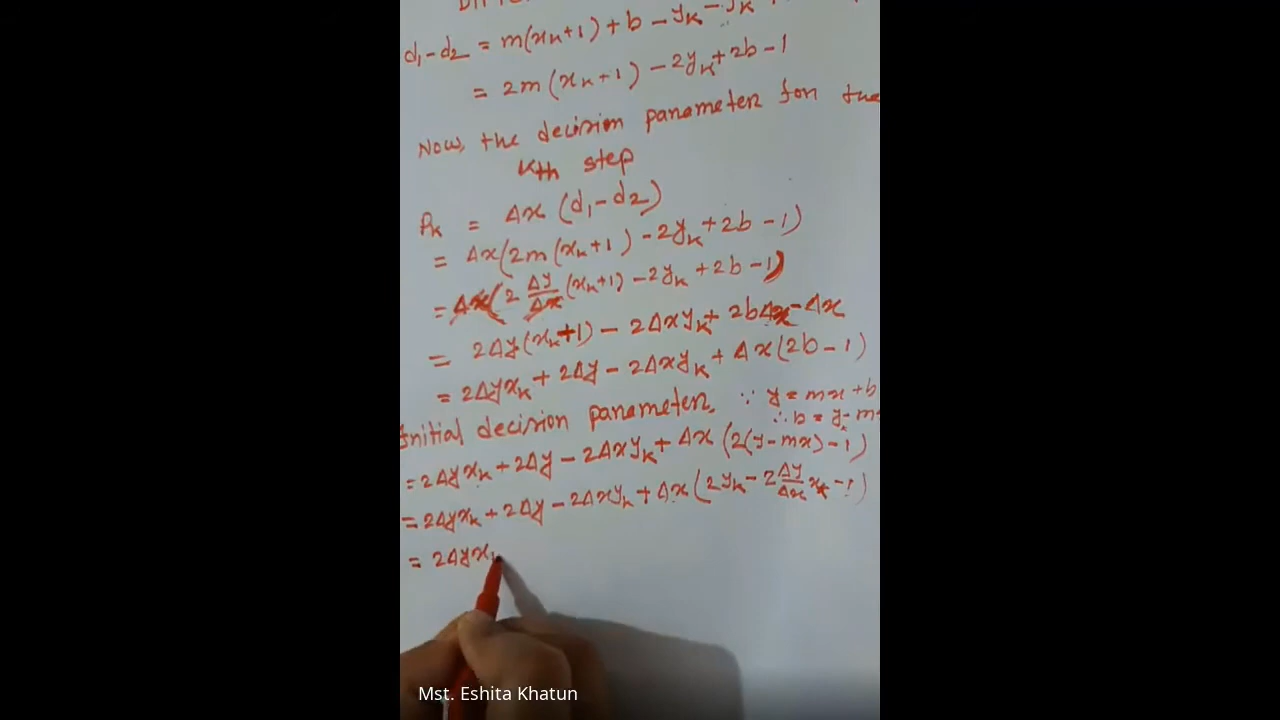 d₁-d₂ = m(xₖ+1) + b - yₖ - yₖ
= 2m(xₖ+1) - 2yₖ + 2b - 1
Now, the decision parameter for the
kth step
Pₖ = Δx (d₁-d₂)
= Δx(2m(xₖ+1) - 2yₖ + 2b - 1)
= Δx(2 Δy/Δx (xₖ+1) - 2yₖ + 2b - 1)
= 2Δy(xₖ+1) - 2Δxyₖ + 2bΔx - Δx
= 2Δyxₖ + 2Δy - 2Δxyₖ + Δx(2b - 1)
Initial decision parameter, ∵ y = mx + b
∴ b = y - m
= 2Δyxₖ + 2Δy - 2Δxyₖ + Δx (2(y-mx) - 1)
= 2Δyxₖ + 2Δy - 2Δxyₖ + Δx (2yₖ - 2 Δy/Δx xₖ - 1)
= 2Δyx
Mst. Eshita Khatun